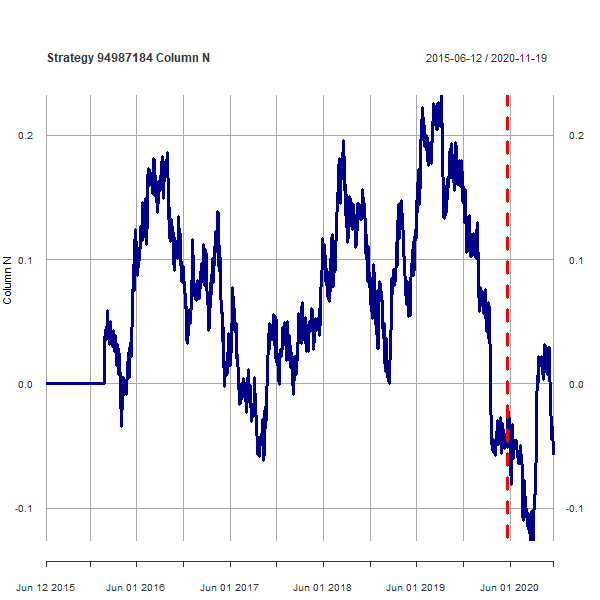 Strategy 94987184 Column N
2015-06-12 / 2020-11-19
0.2
0.2
0.1
0.1
Column N
0.0
0.0
-0.1
-0.1
Jun 12 2015
Jun 01 2016
Jun 01 2017
Jun 01 2018
Jun 01 2019
Jun 01 2020